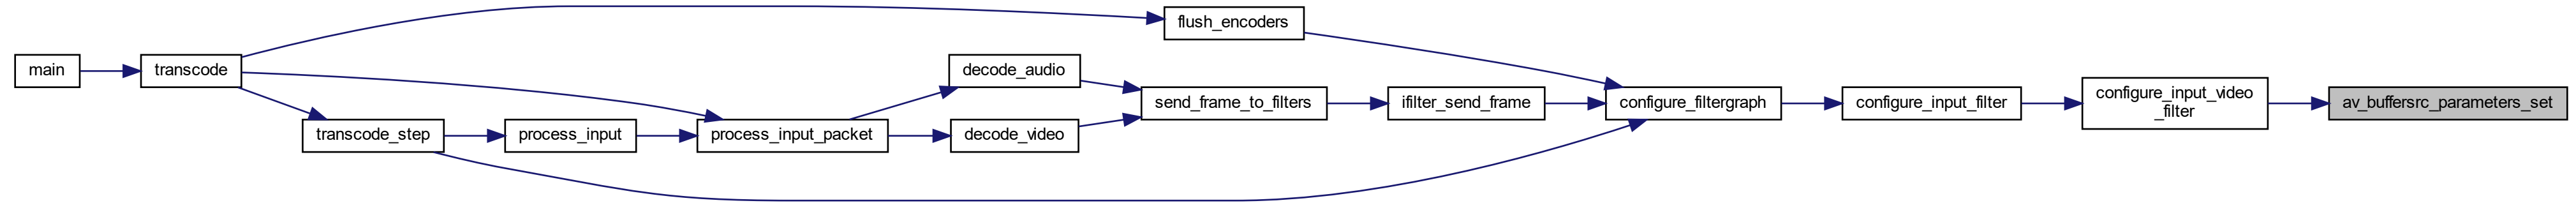 main
transcode
transcode_step
process_input
process_input_packet
decode_audio
decode_video
flush_encoders
send_frame_to_filters
ifilter_send_frame
configure_filtergraph
configure_input_filter
configure_input_video
_filter
av_buffersrc_parameters_set